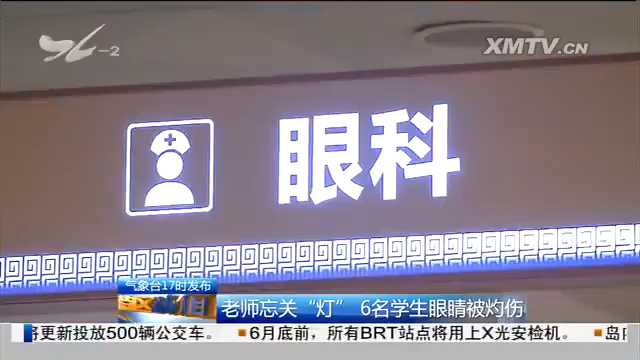 -2
XMTV.CN
眼科
气象台17时发布
老师忘关“灯” 6名学生眼睛被灼伤
将更新投放500辆公交车。 6月底前，所有BRT站点将用上X光安检机。 岛内